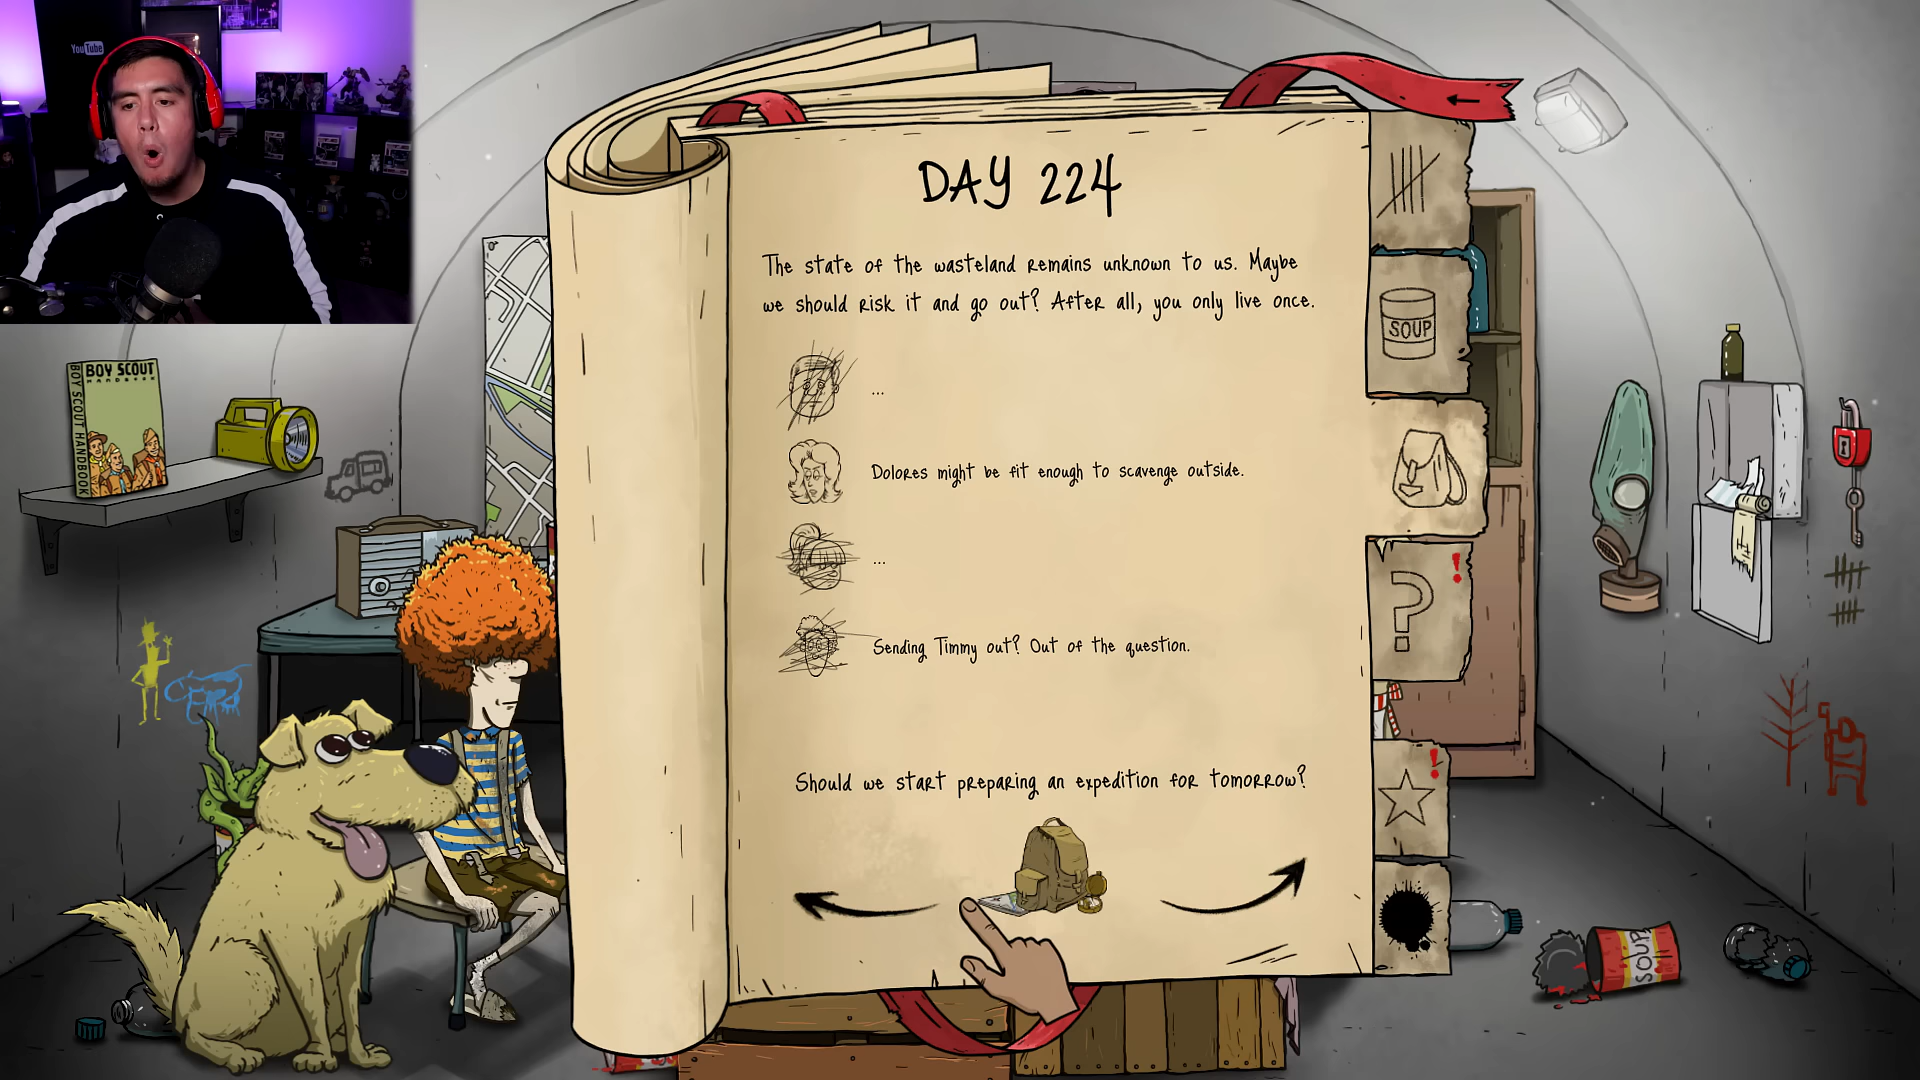 YouTube
BOY SCOUT
HANDBOOK
BOY SCOUT HANDBOOK
DAY 224
The state of the wasteland remains unknown to us. Maybe
we should risk it and go out? After all, you only live once.
...
Dolores might be fit enough to scavenge outside.
...
Sending Timmy out? Out of the question.
Should we start preparing an expedition for tomorrow?
SOUP
?
!
!
SOUP